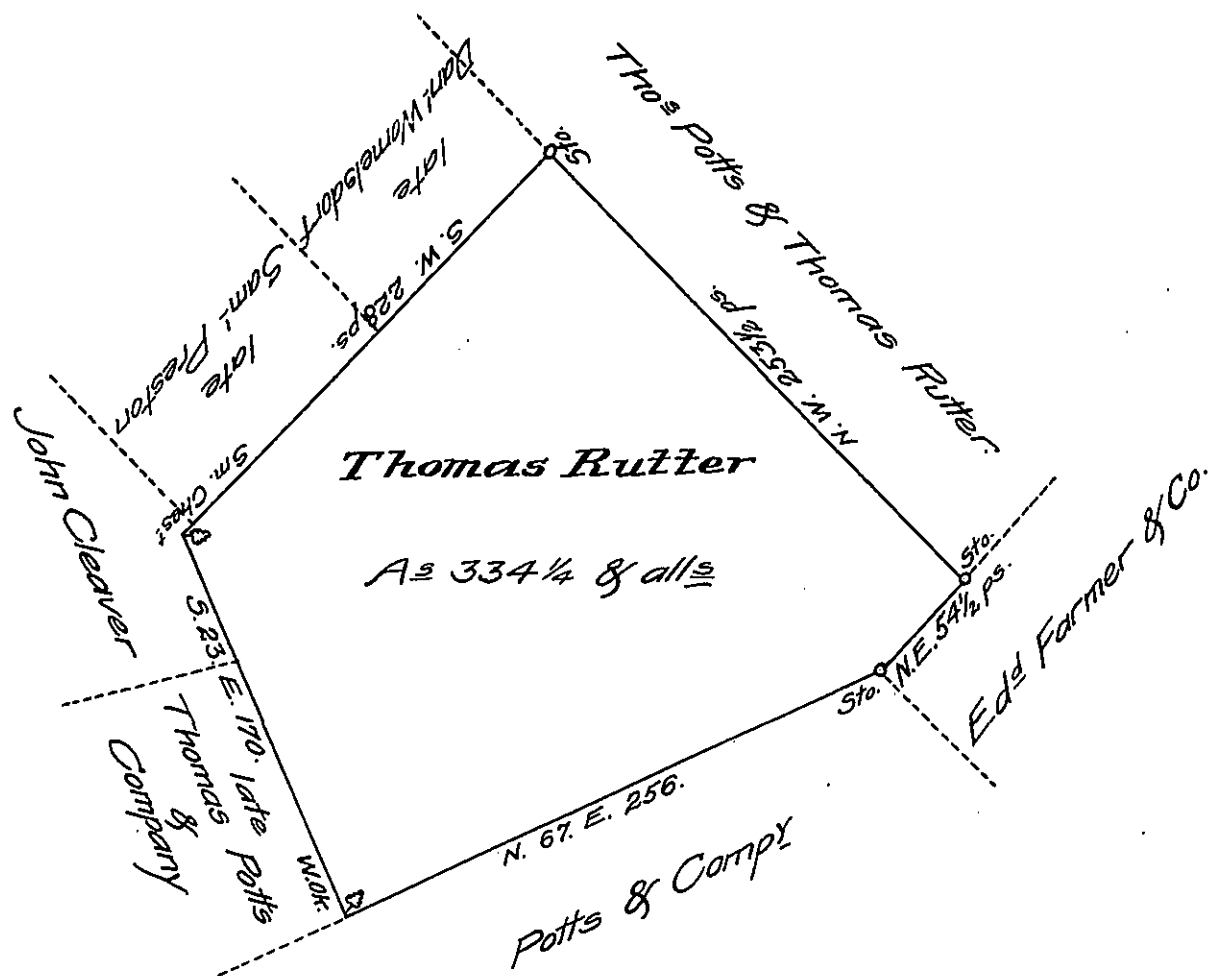 Danˡ Womelsdorf
late
Samˡ Preston
late
John Cleaver
Thoˢ Potts & Thomas Rutter.
Sto.
S. W. 228 ps.
N. W. 253½ ps.
Sm. Chesᵗ
Thomas Rutter
Aˢ 334¼ & allˢ
Sto.
N. E. 54½ ps.
Edᵈ Farmer & Co.
Sto.
S. 23. E. 170.
late
Thomas Potts
&
Company
W.ok.
N. 67. E. 256.
Potts & Compʸ